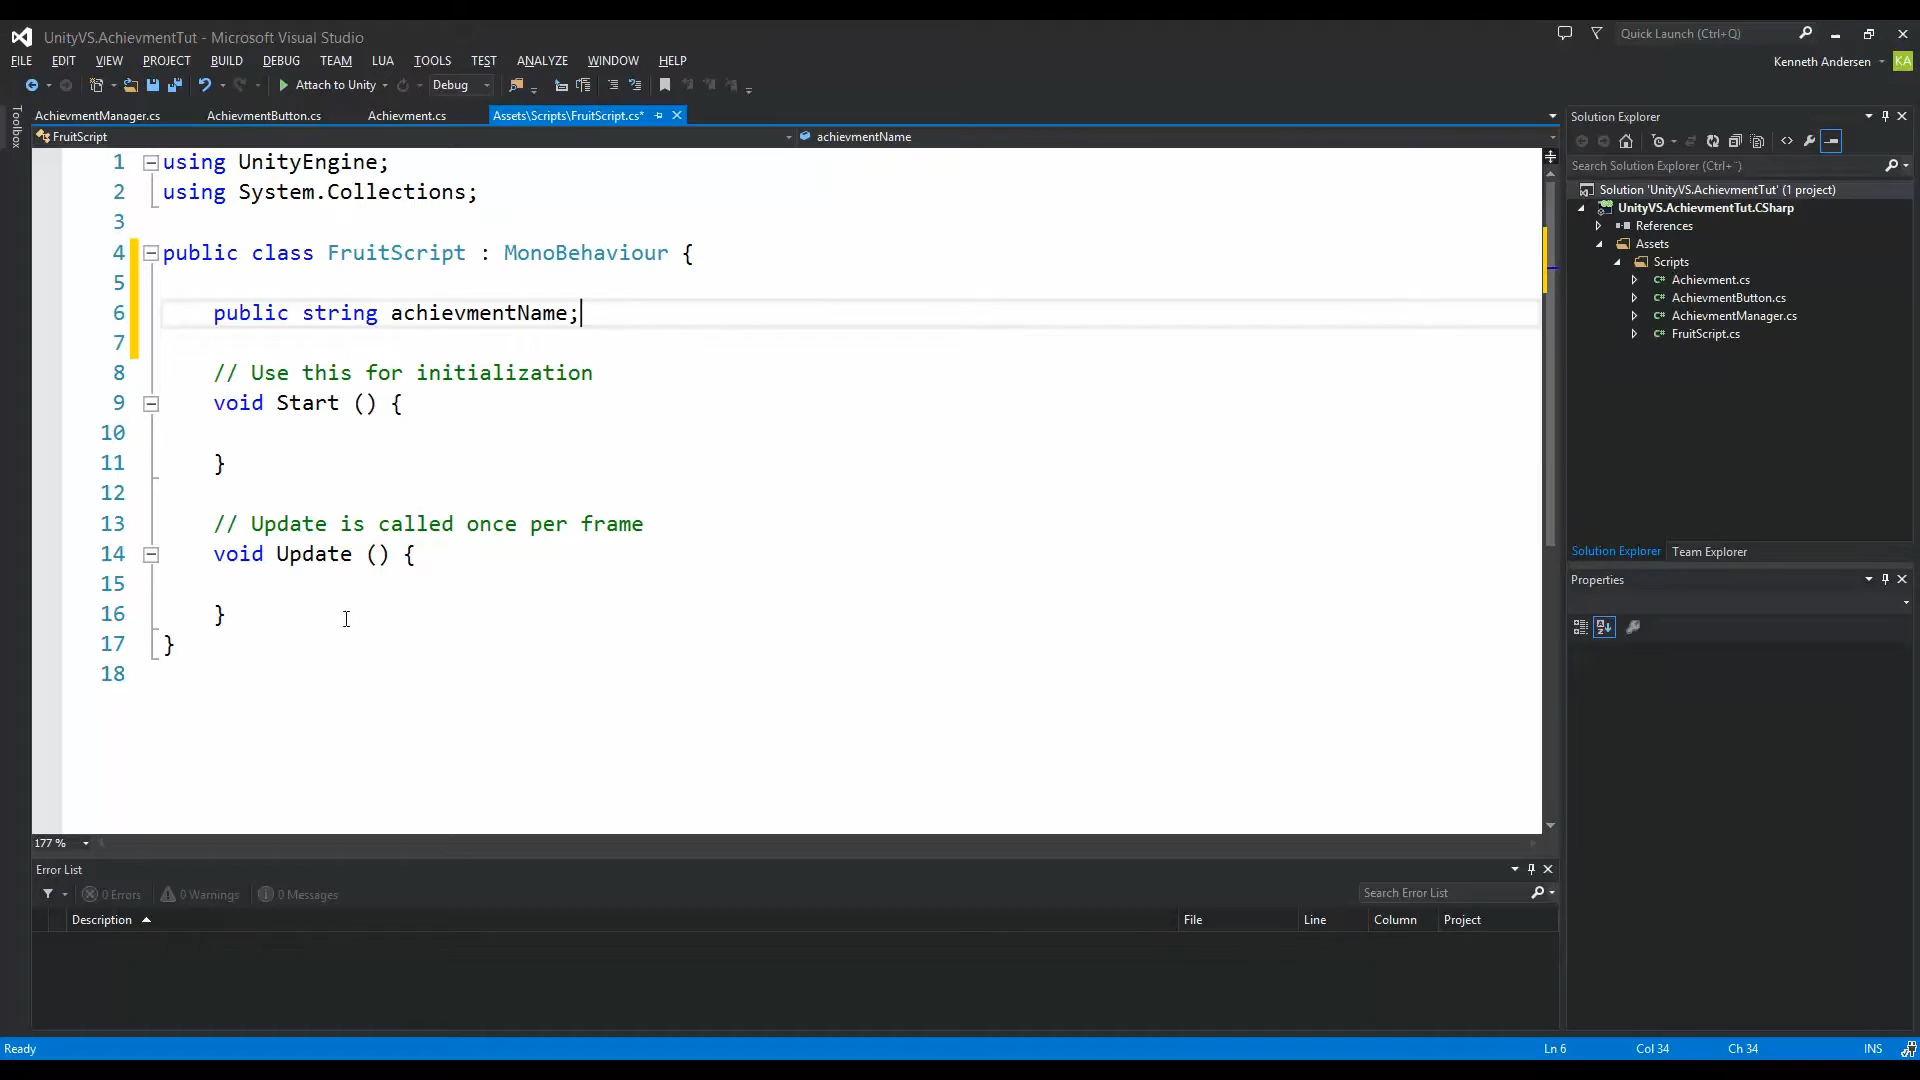 UnityVS.AchievmentTut - Microsoft Visual Studio
Quick Launch (Ctrl+Q)
FILE EDIT VIEW PROJECT BUILD DEBUG TEAM LUA TOOLS TEST ANALYZE WINDOW HELP
Kenneth Andersen KA
Attach to Unity Debug
Toolbox
AchievmentManager.cs AchievmentButton.cs Achievment.cs Assets\Scripts\FruitScript.cs*
FruitScript achievmentName
1 using UnityEngine;
2 using System.Collections;
3
4 public class FruitScript : MonoBehaviour {
5
6 public string achievmentName;
7
8 // Use this for initialization
9 void Start () {
10
11 }
12
13 // Update is called once per frame
14 void Update () {
15
16 }
17 }
18
177 %
Solution Explorer
Search Solution Explorer (Ctrl+¨)
Solution 'UnityVS.AchievmentTut' (1 project)
UnityVS.AchievmentTut.CSharp
References
Assets
Scripts
C# Achievment.cs
C# AchievmentButton.cs
C# AchievmentManager.cs
C# FruitScript.cs
Solution Explorer Team Explorer
Properties
Error List
0 Errors 0 Warnings 0 Messages
Search Error List
Description File Line Column Project
Ready Ln 6 Col 34 Ch 34 INS